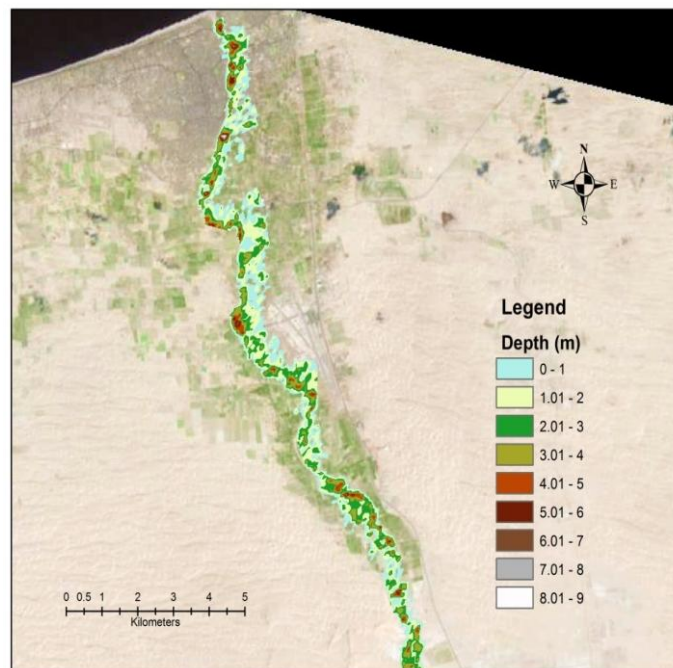 N
W E
S
Legend
Depth (m)
0 - 1
1.01 - 2
2.01 - 3
3.01 - 4
4.01 - 5
5.01 - 6
6.01 - 7
7.01 - 8
8.01 - 9
0 0.5 1 2 3 4 5
Kilometers